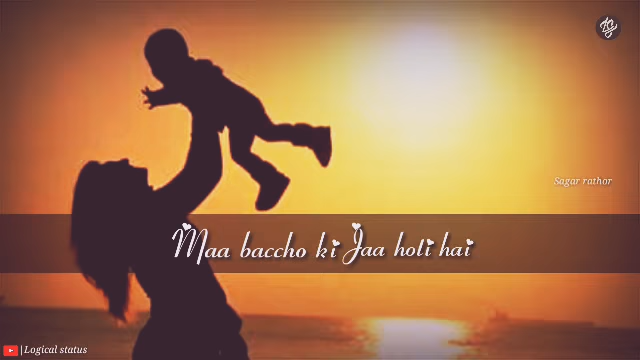 Sagar rathor
Maa baccho ki Jaa hoti hai
|Logical status